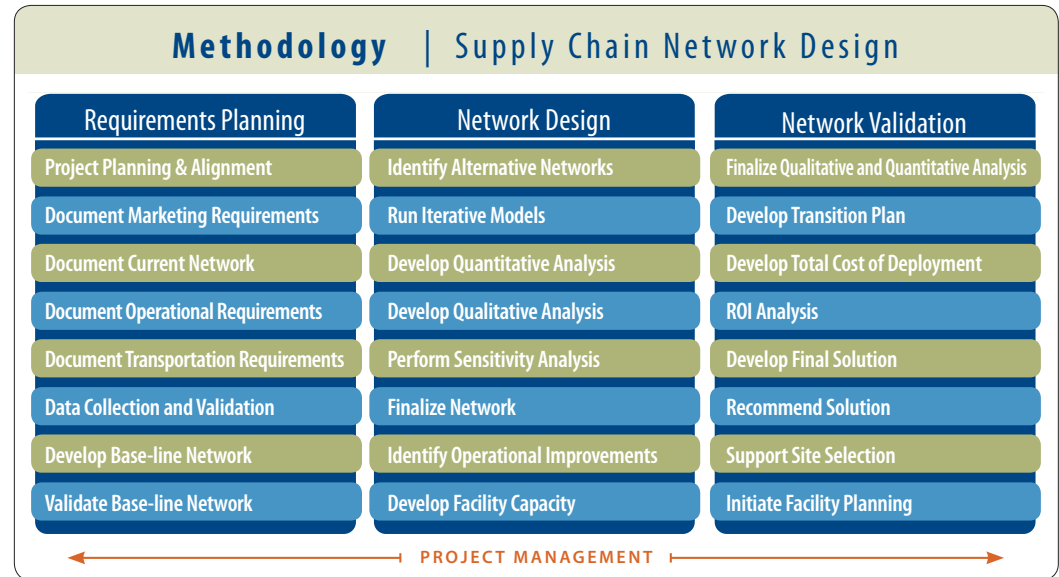 Methodology | Supply Chain Network Design
Requirements Planning
Project Planning & Alignment
Document Marketing Requirements
Document Current Network
Document Operational Requirements
Document Transportation Requirements
Data Collection and Validation
Develop Base-line Network
Validate Base-line Network
Network Design
Identify Alternative Networks
Run Iterative Models
Develop Quantitative Analysis
Develop Qualitative Analysis
Perform Sensitivity Analysis
Finalize Network
Identify Operational Improvements
Develop Facility Capacity
Network Validation
Finalize Qualitative and Quantitative Analysis
Develop Transition Plan
Develop Total Cost of Deployment
ROI Analysis
Develop Final Solution
Recommend Solution
Support Site Selection
Initiate Facility Planning
PROJECT MANAGEMENT